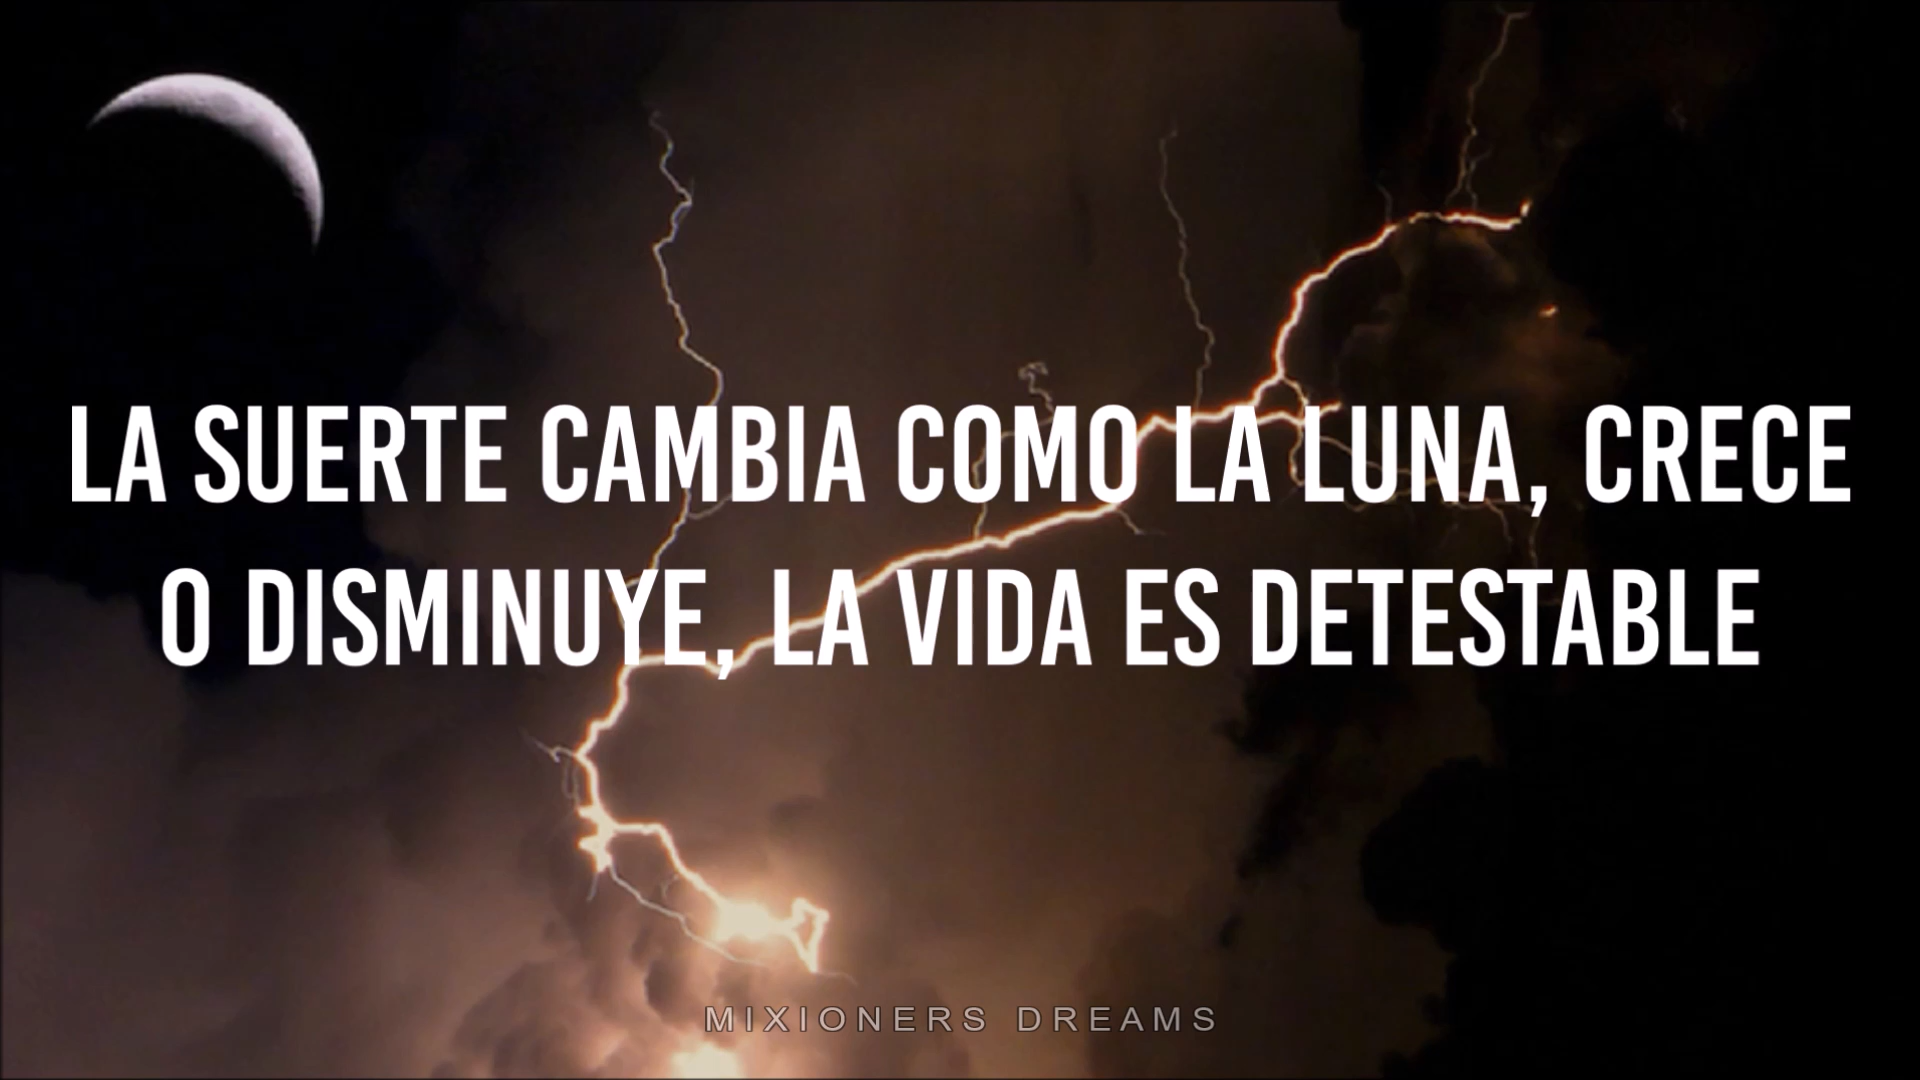 LA SUERTE CAMBIA COMO LA LUNA, CRECE
O DISMINUYE, LA VIDA ES DETESTABLE
MIXIONERS DREAMS